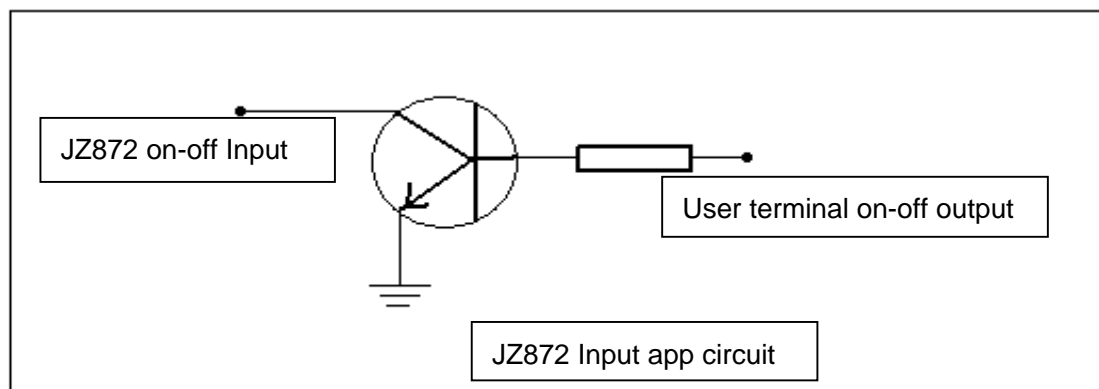 JZ872 on-off Input
User terminal on-off output
JZ872 Input app circuit